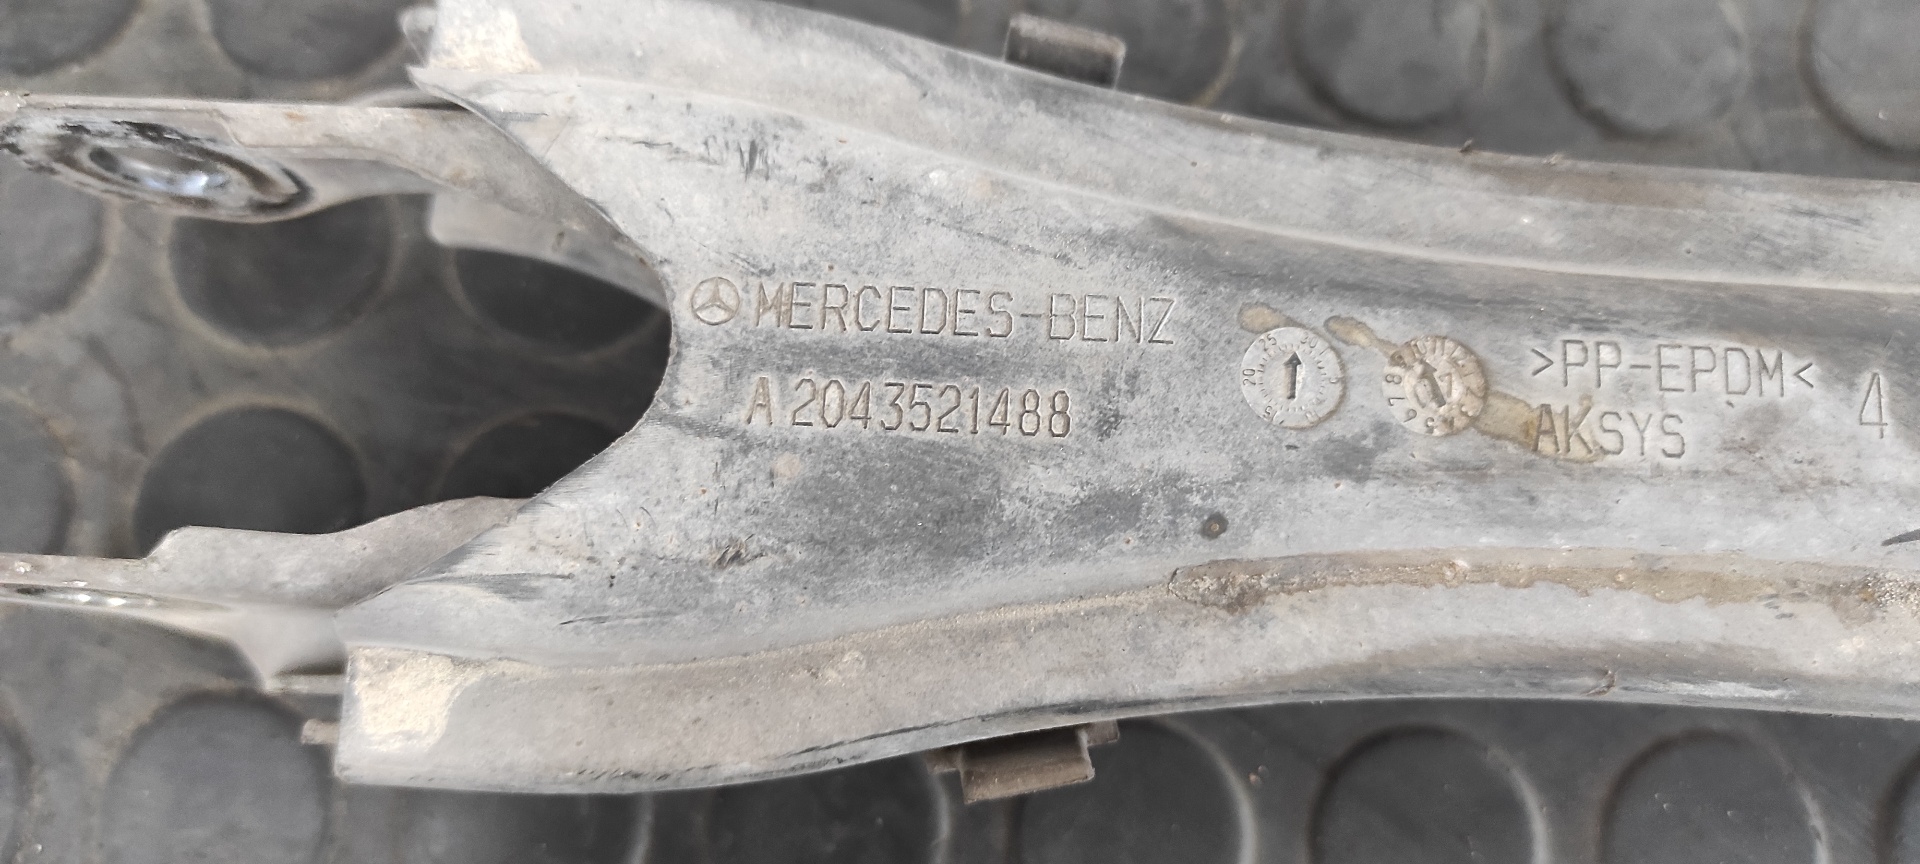 MERCEDES-BENZ
A 2043521488
>PP-EPDM<
AKSYS
4